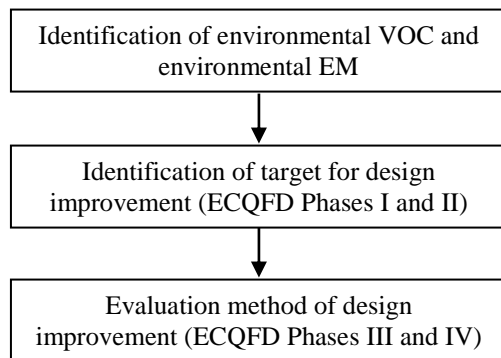 Identification of environmental VOC and
environmental EM
Identification of target for design
improvement (ECQFD Phases I and II)
Evaluation method of design
improvement (ECQFD Phases III and IV)